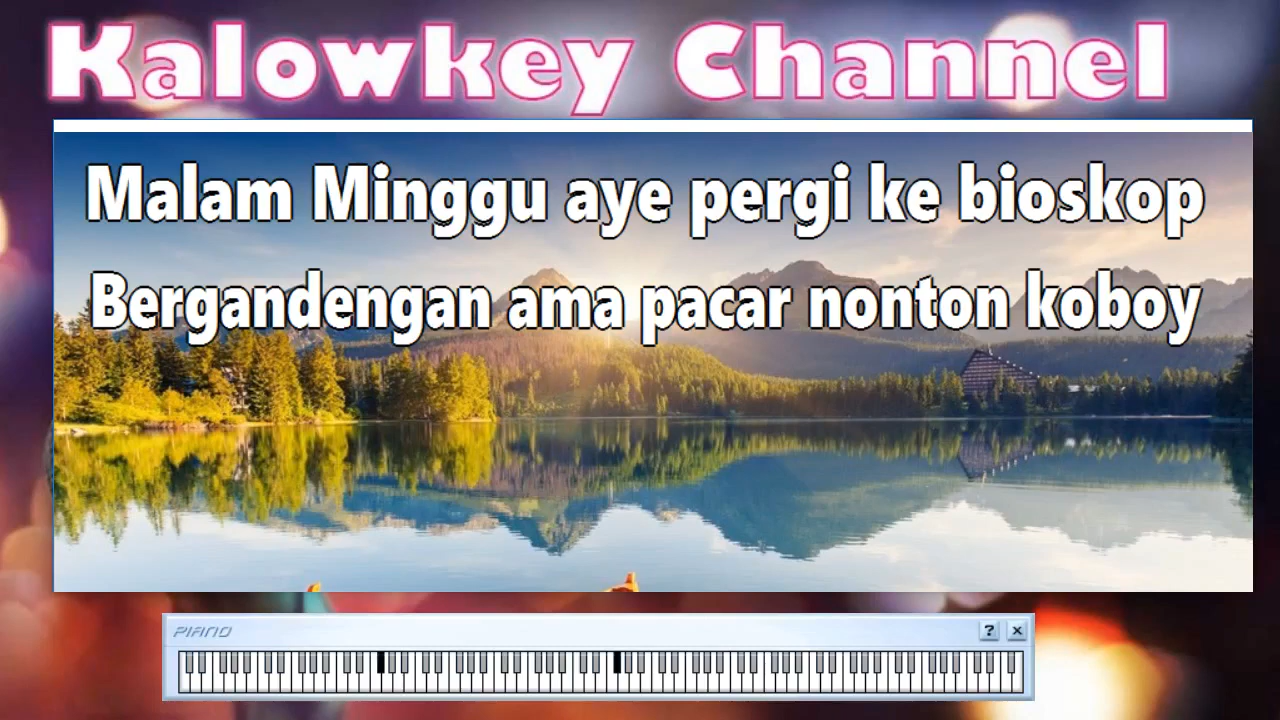 Kalowkey Channel
Malam Minggu aye pergi ke bioskop
Bergandengan ama pacar nonton koboy
PIANO
? ×